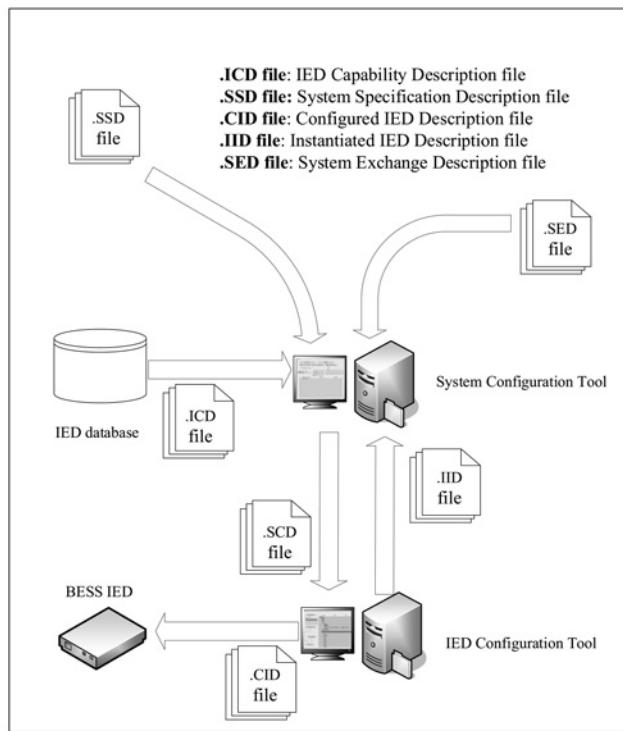 .ICD file: IED Capability Description file
.SSD file: System Specification Description file
.CID file: Configured IED Description file
.IID file: Instantiated IED Description file
.SED file: System Exchange Description file
.SSD
file
.SED
file
System Configuration Tool
IED database
.ICD
file
.IID
file
.SCD
file
BESS IED
IED Configuration Tool
.CID
file